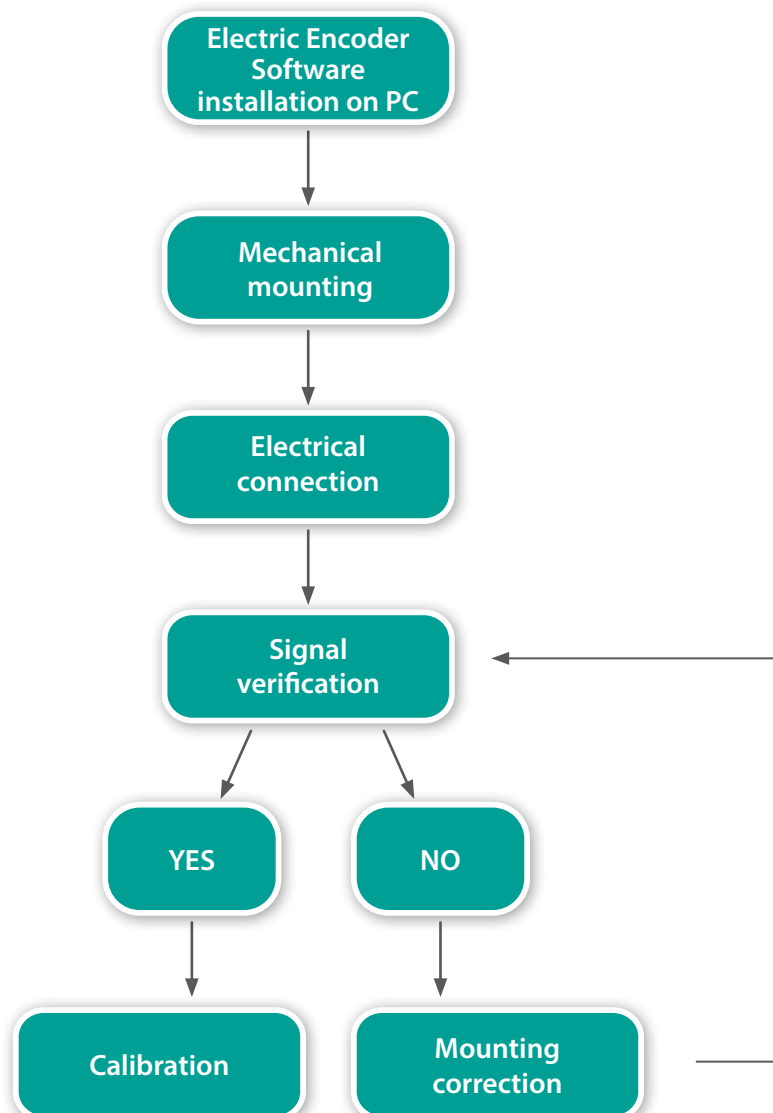 Electric Encoder
Software
installation on PC
Mechanical
mounting
Electrical
connection
Signal
verification
YES
NO
Calibration
Mounting
correction